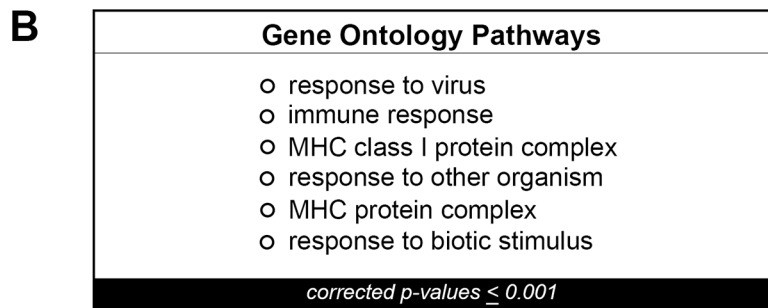 B
Gene Ontology Pathways
response to virus
immune response
MHC class I protein complex
response to other organism
MHC protein complex
response to biotic stimulus
corrected p-values ≤ 0.001